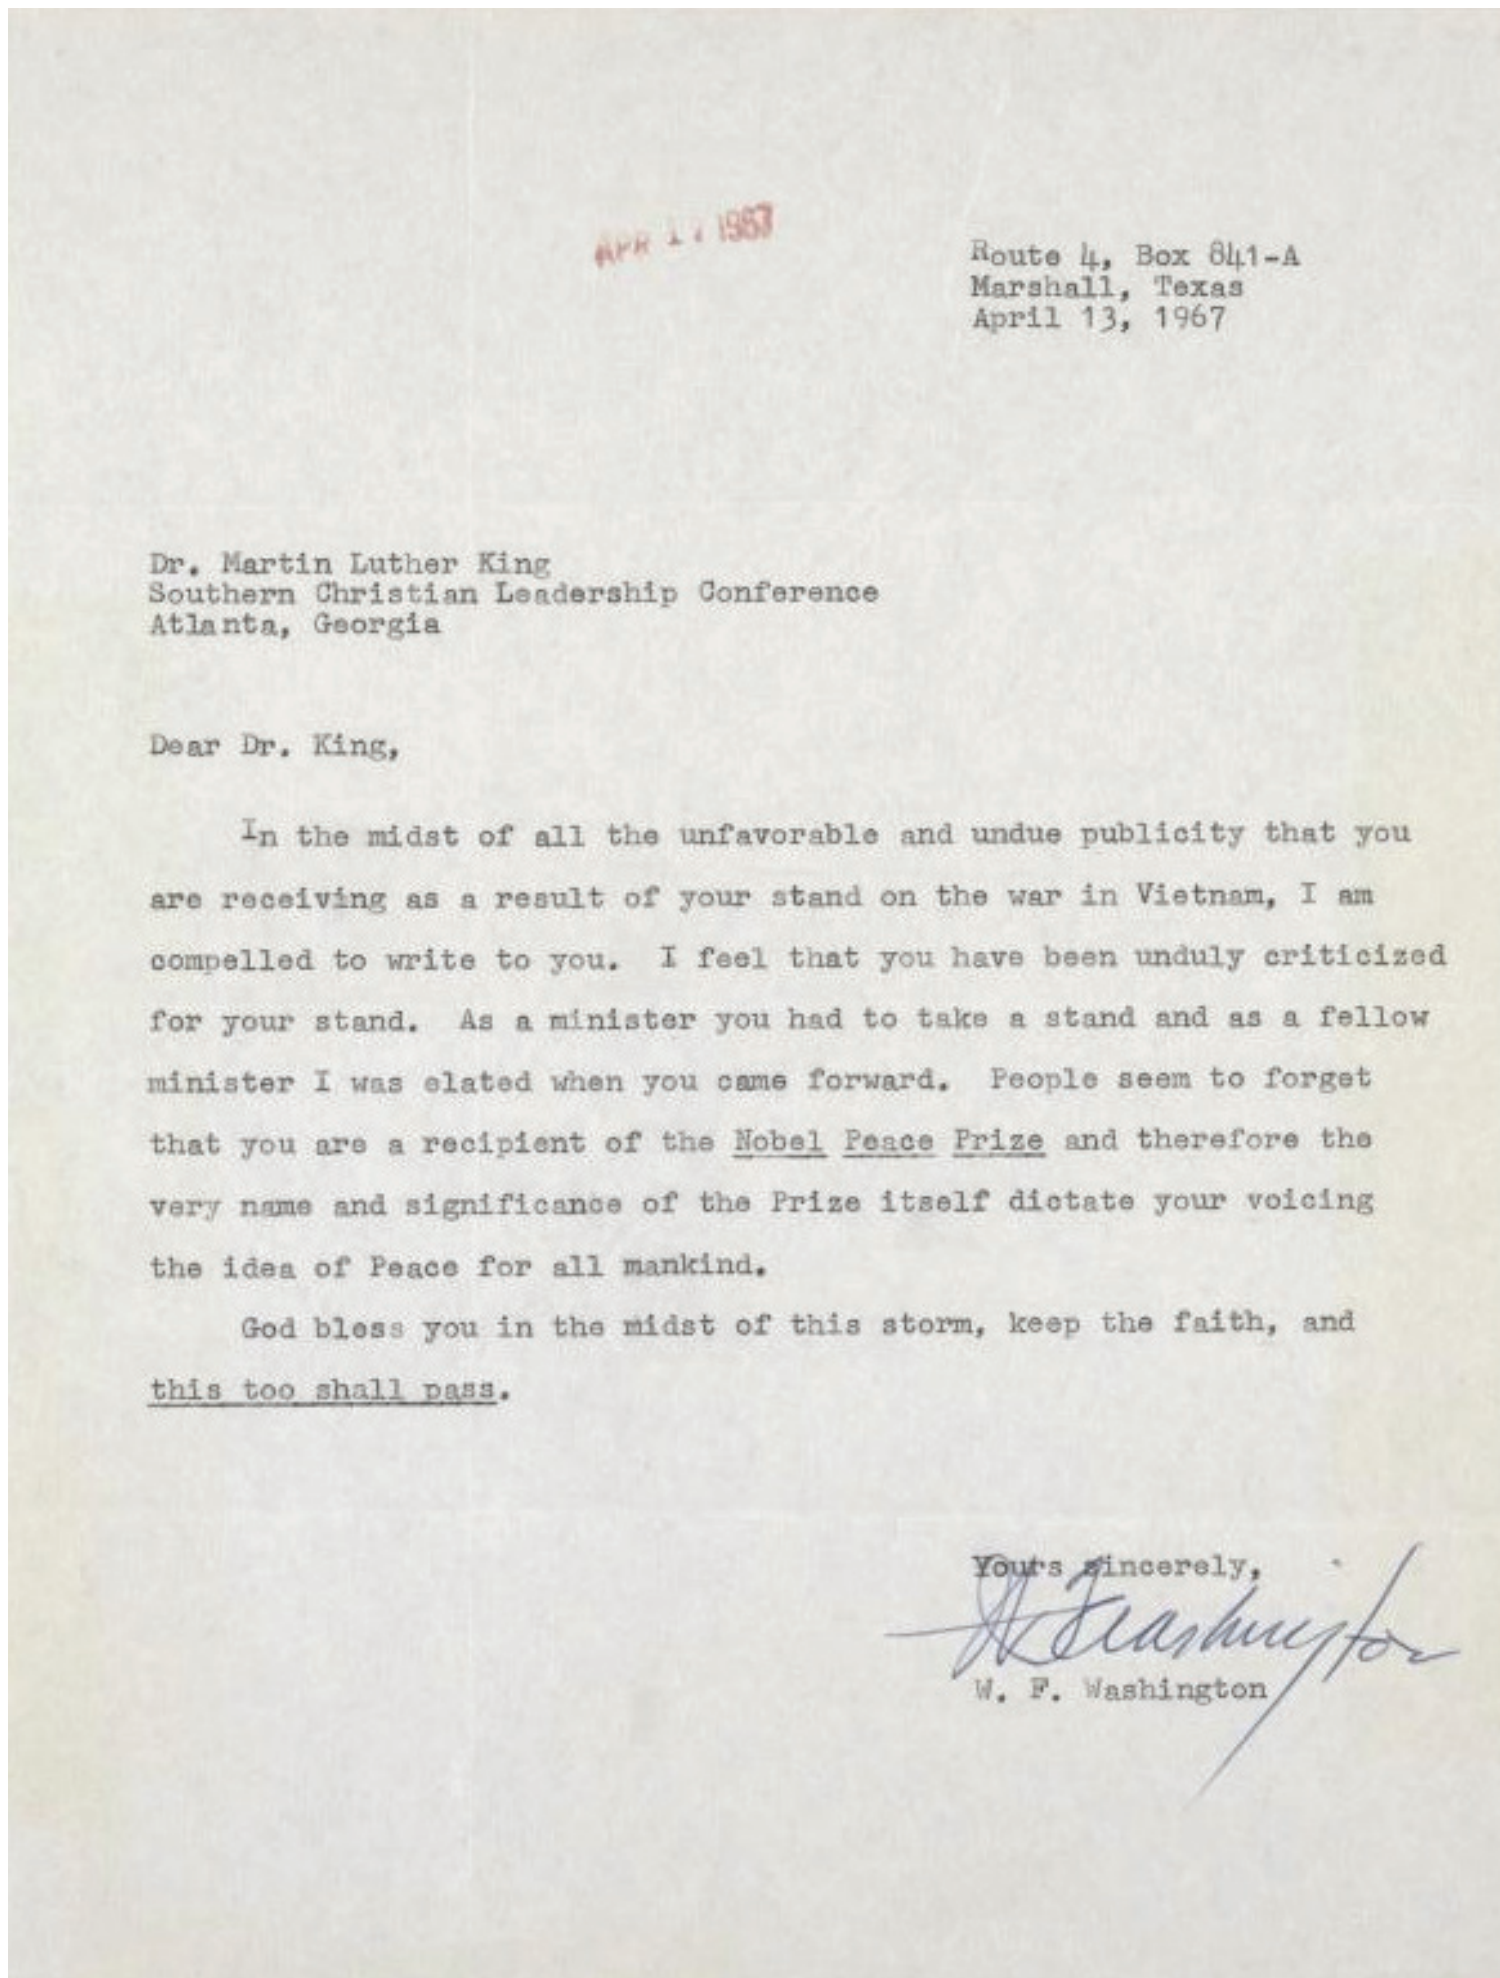 APR 17 1967
Route 4, Box 841-A
Marshall, Texas
April 13, 1967
Dr. Martin Luther King
Southern Christian Leadership Conference
Atlanta, Georgia
Dear Dr. King,
In the midst of all the unfavorable and undue publicity that you
are receiving as a result of your stand on the war in Vietnam, I am
compelled to write to you. I feel that you have been unduly criticized
for your stand. As a minister you had to take a stand and as a fellow
minister I was elated when you came forward. People seem to forget
that you are a recipient of the Nobel Peace Prize and therefore the
very name and significance of the Prize itself dictate your voicing
the idea of Peace for all mankind.
God bless you in the midst of this storm, keep the faith, and
this too shall pass.
Yours sincerely,
W F Washington
W. F. Washington